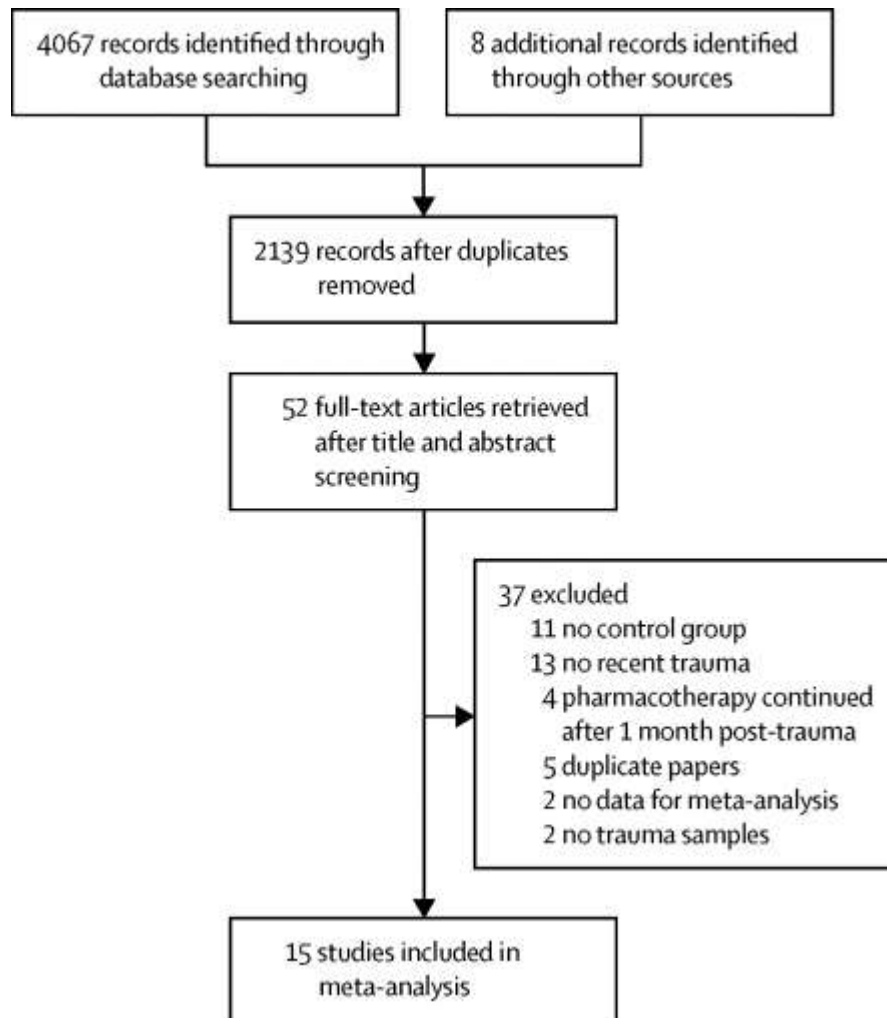 4067 records identified through
database searching
8 additional records identified
through other sources
2139 records after duplicates
removed
52 full-text articles retrieved
after title and abstract
screening
37 excluded
11 no control group
13 no recent trauma
4 pharmacotherapy continued
after 1 month post-trauma
5 duplicate papers
2 no data for meta-analysis
2 no trauma samples
15 studies included in
meta-analysis